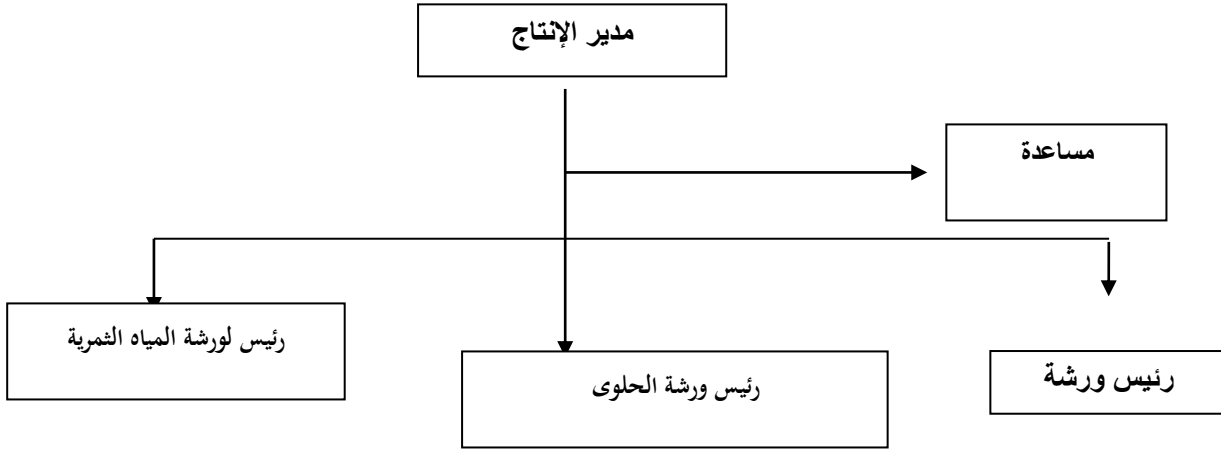 مدير الإنتاج
مساعدة
رئيس ورشة
رئيس ورشة الحلوى
رئيس لورشة المياه الثمرية